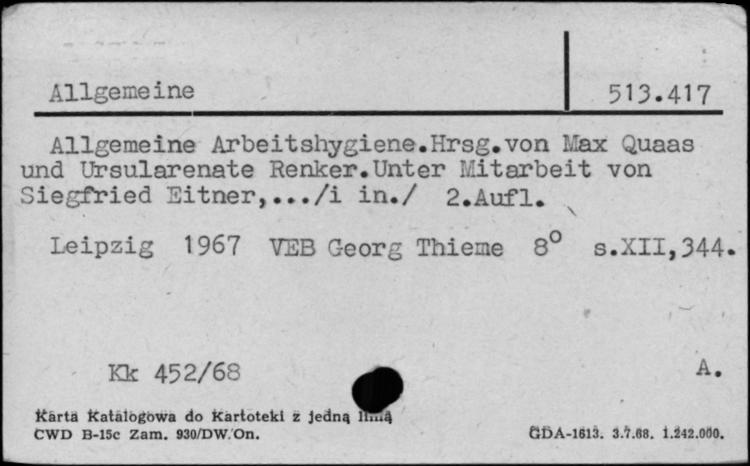 Allgemeine 513.417
Allgemeine Arbeitshygiene.Hrsg.von Max Quaas
und Ursularenate Renker.Unter Mitarbeit von
Siegfried Eitner,.../i in./ 2.Aufl.
Leipzig 1967 VEB Georg Thieme 8° s.XII,344.
Kk 452/68 A.
Karta Katalogowa do Kartoteki z jedną linią
CWD B-15c Zam. 930/DW.On. GDA-1613. 3.7.68. 1.242.000.